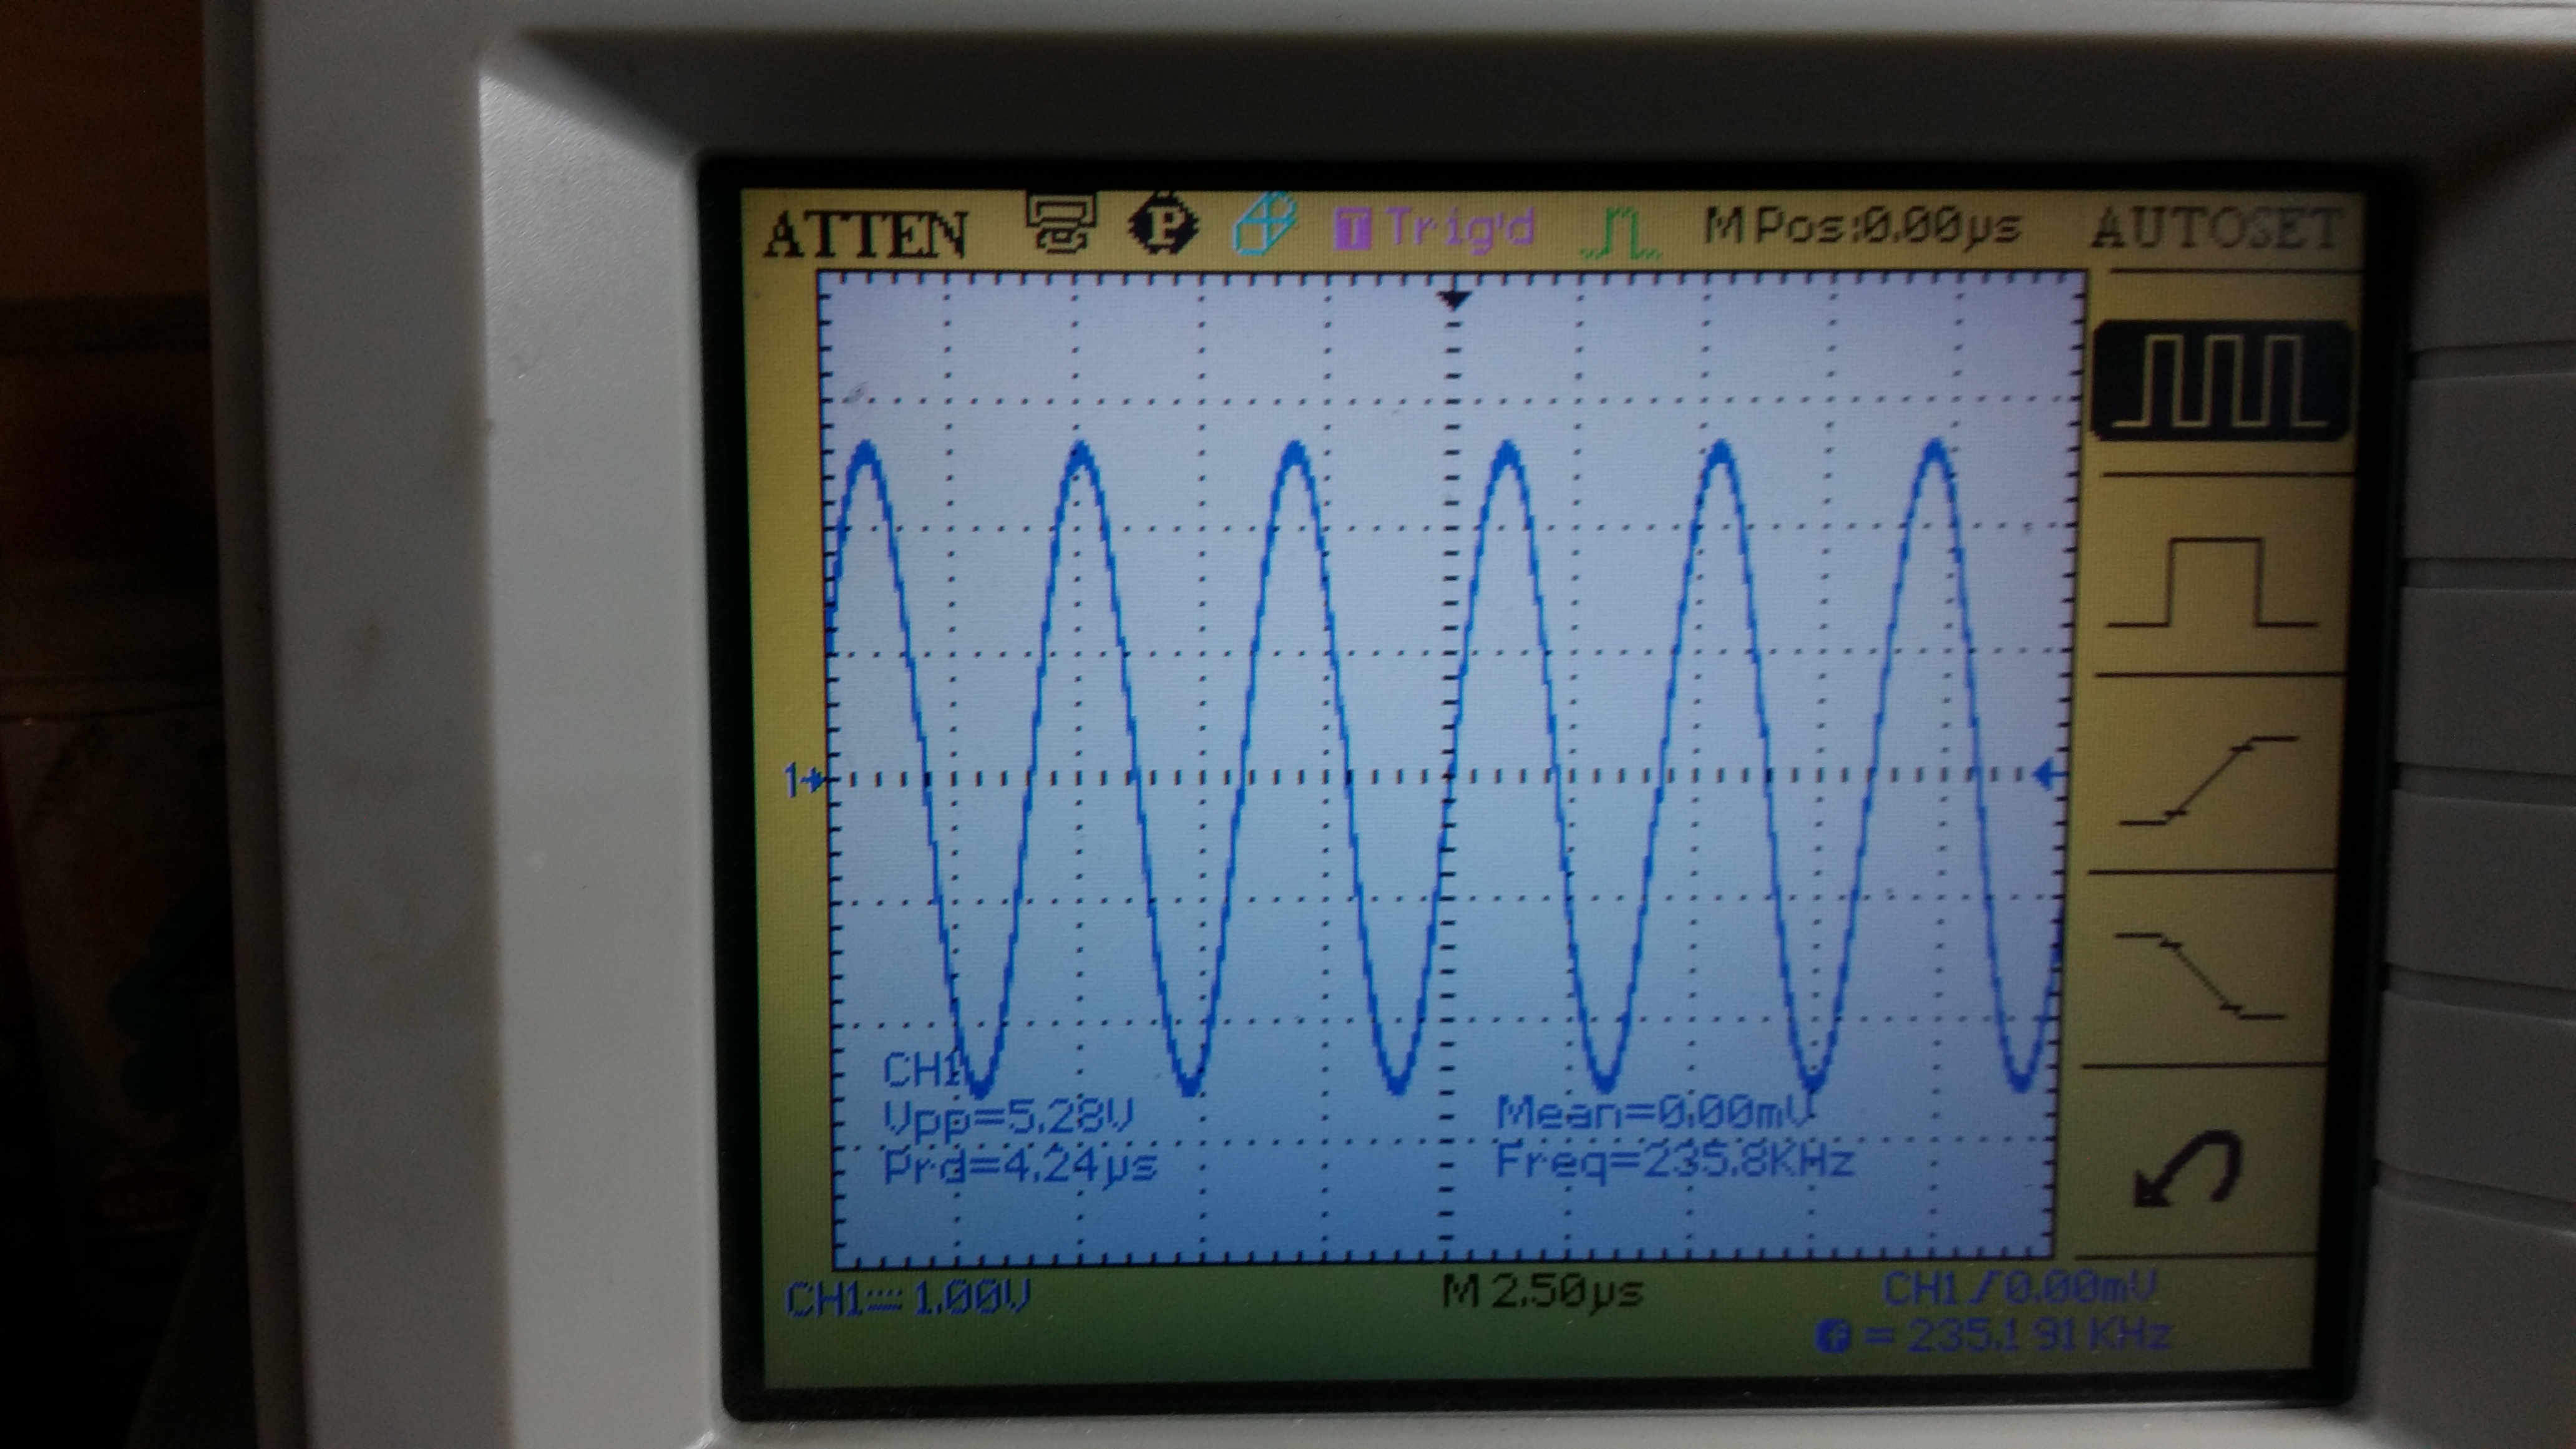 ATTEN P T Trig'd M Pos:0.00µs AUTOSET
1
CH1
Vpp=5.28V Mean=0.00mV
Prd=4.24µs Freq=235.8KHz
CH1 1.00V M 2.50µs CH1 0.00mV
f = 235.191KHz